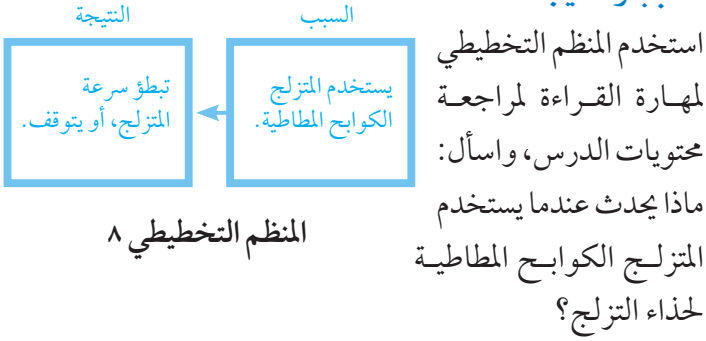 استخدم المنظم التخطيطي
لمهارة القراءة لمراجعة
محتويات الدرس، واسأل:
ماذا يحدث عندما يستخدم
المتزلج الكوابح المطاطية
لحذاء التزلج؟
السبب
يستخدم المتزلج
الكوابح المطاطية.
النتيجة
تبطؤ سرعة
المتزلج، أو يتوقف.
المنظم التخطيطي ٨